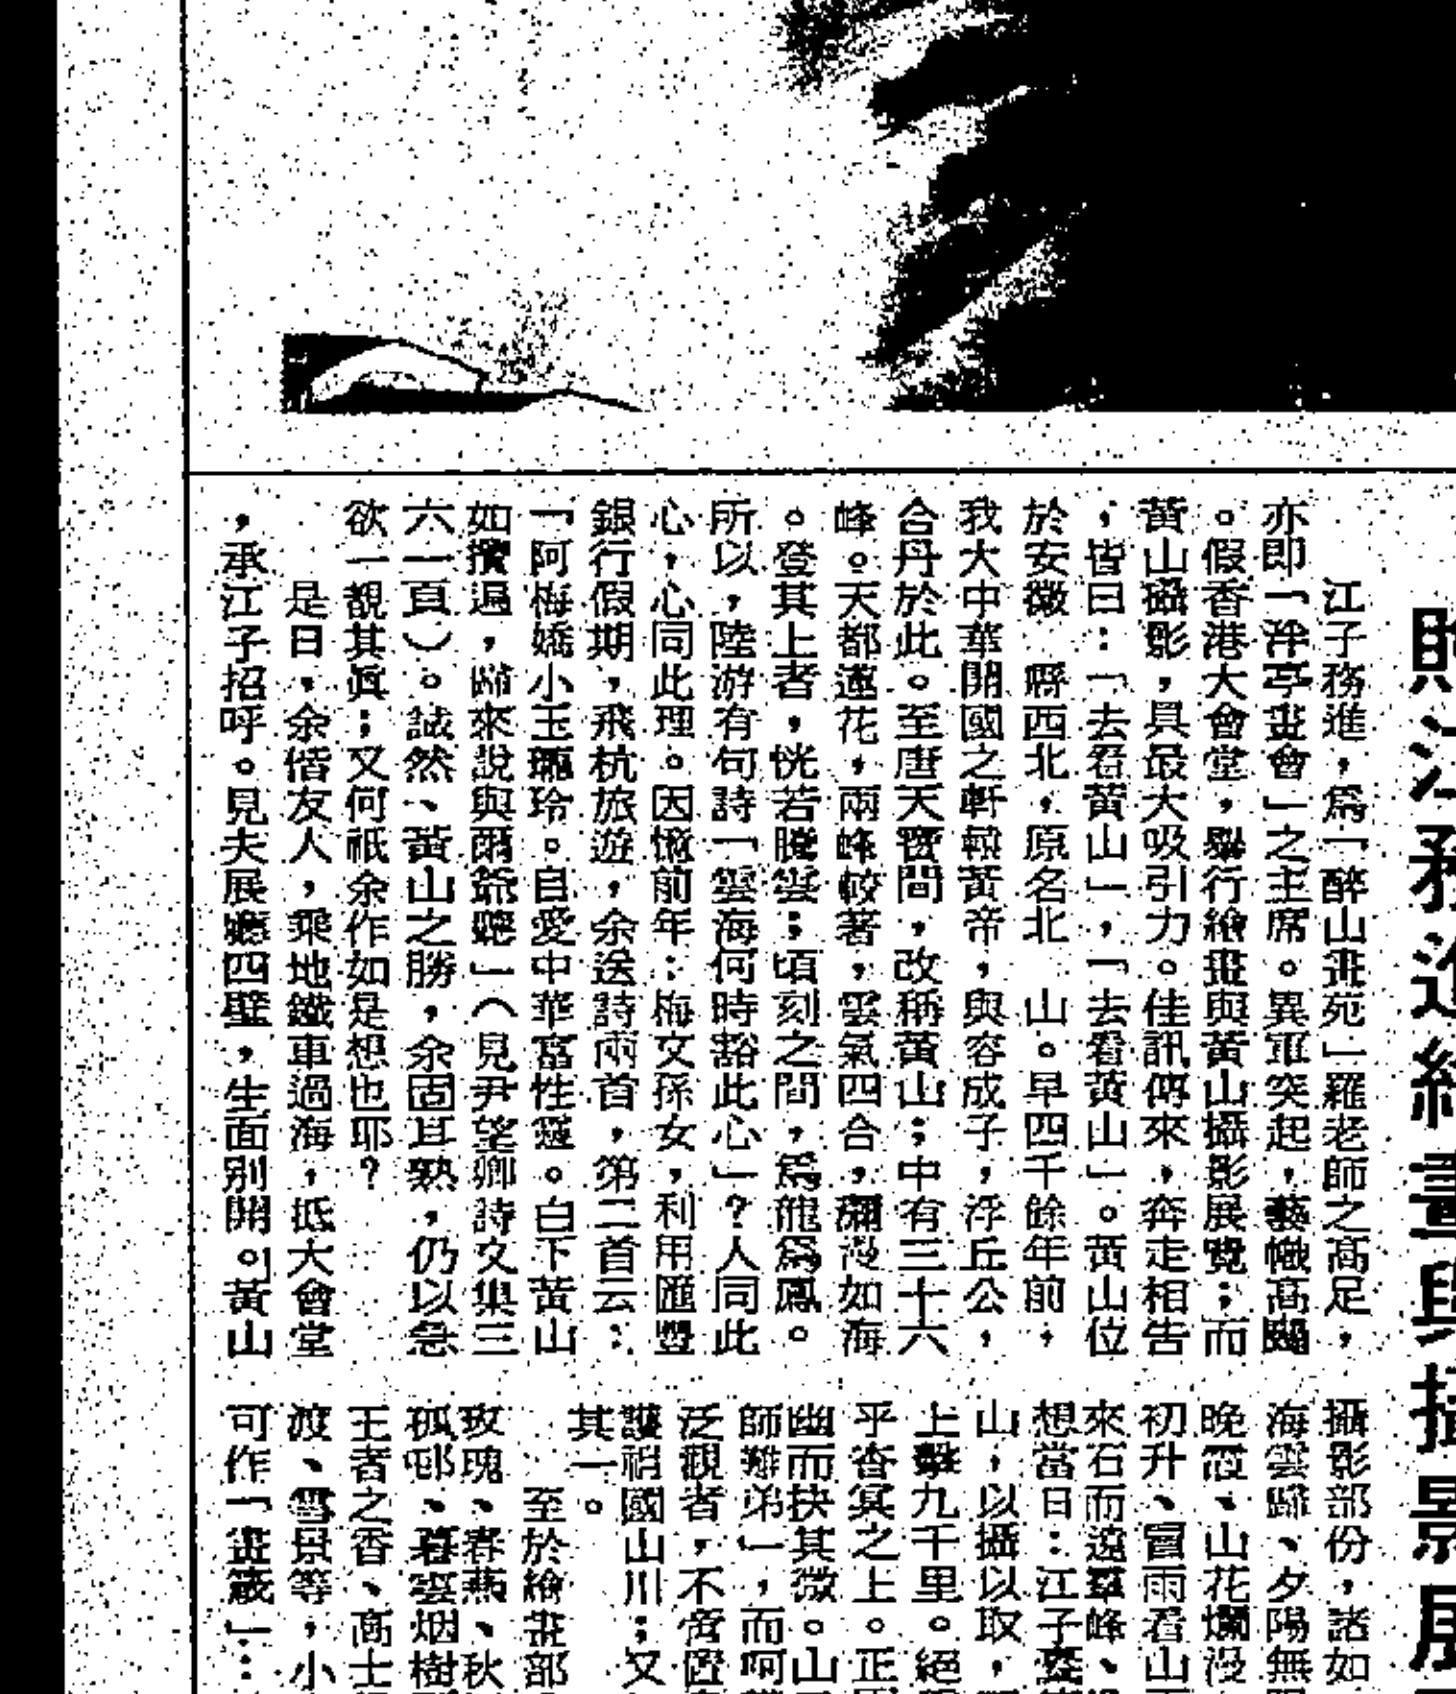 江務進繪畫與攝影展
江子務進，爲「醉山畫苑」羅老師之高足，
亦即「泮亭畫會」之主席。異軍突起，藝幟高颺
。假香港大會堂，舉行繪畫與黃山攝影展覽；而
黃山攝影，具最大吸引力。佳訊傳來，奔走相告
，皆曰：「去看黃山」，「去看黃山」。黃山位
於安徽 縣西北，原名北 山。早四千餘年前，
我大中華開國之軒轅黃帝，與容成子，浮丘公，
合丹於此。至唐天寶間，改稱黃山；中有三十六
峰。天都蓮花，兩峰較著，雲氣四合，瀰漫如海
。登其上者，恍若騰雲；頃刻之間，爲龍爲鳳。
所以，陸游有句詩「雲海何時豁此心」？人同此
心，心同此理。因憶前年：梅文孫女，利用匯豐
銀行假期，飛杭旅遊，余送詩兩首，第二首云：
「阿梅嬌小玉瓏玲。自愛中華富性靈。白下黃山
如攬遍，歸來說與爾爺聽」（見尹望卿詩文集三
六一頁）。誠然、黃山之勝，余固耳熟，仍以急
欲一覩其眞；又何祇余作如是想也耶？
是日，余偕友人，乘地鐵車過海，抵大會堂
，承江子招呼。見夫展廳四壁，生面別開。黃山
攝影部份，諸如
海雲歸、夕陽無
晚霞、山花爛漫
初升、雷雨看山
來石而遠羣峰、
想當日：江子
山，以攝以取，
上擊九千里。絕
平杳冥之上。正
幽而抉其微。山
師難弟」，而呵
泛觀者，不啻置
護祖國山川；又
其一。
至於繪畫部
玫瑰、春燕、秋
孤邨、暮雲烟樹
王者之香、高士
渡、雪景等，小
可作「畫箴」：